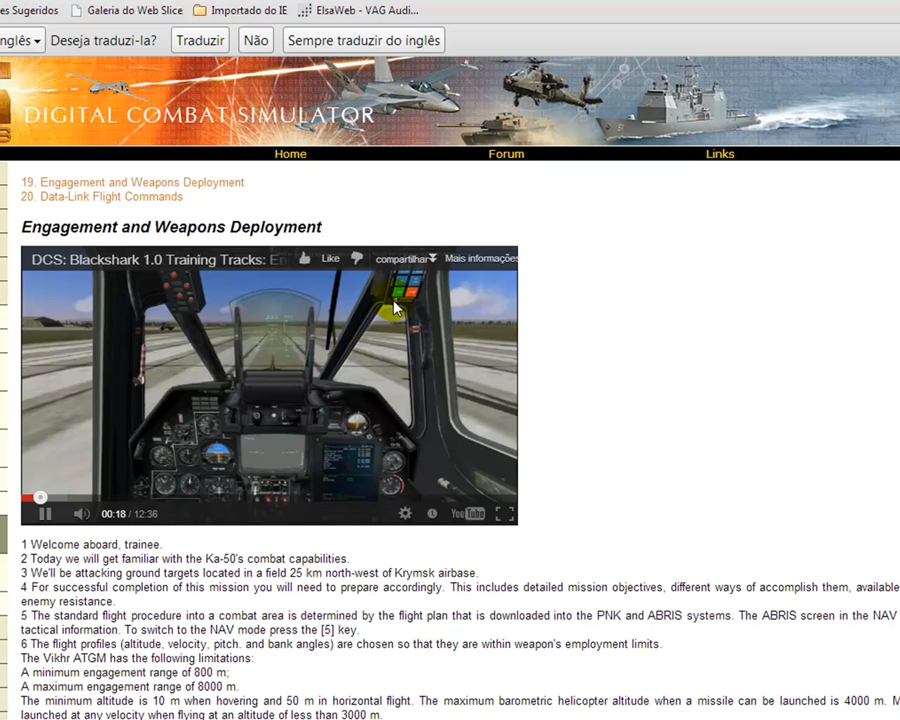 es Sugeridos Galeria do Web Slice Importado do IE ElsaWeb - VAG Audi...
nglês Deseja traduzi-la? Traduzir Não Sempre traduzir do inglês
DIGITAL COMBAT SIMULATOR
Home Forum Links
19. Engagement and Weapons Deployment
20. Data-Link Flight Commands
Engagement and Weapons Deployment
DCS: Blackshark 1.0 Training Tracks: En Like compartilhar Mais informações
00:18 / 12:36 YouTube
1 Welcome aboard, trainee.
2 Today we will get familiar with the Ka-50's combat capabilities.
3 We'll be attacking ground targets located in a field 25 km north-west of Krymsk airbase.
4 For successful completion of this mission you will need to prepare accordingly. This includes detailed mission objectives, different ways of accomplish them, available
enemy resistance.
5 The standard flight procedure into a combat area is determined by the flight plan that is downloaded into the PNK and ABRIS systems. The ABRIS screen in the NAV
tactical information. To switch to the NAV mode press the [5] key.
6 The flight profiles (altitude, velocity, pitch. and bank angles) are chosen so that they are within weapon's employment limits.
The Vikhr ATGM has the following limitations:
A minimum engagement range of 800 m;
A maximum engagement range of 8000 m.
The minimum altitude is 10 m when hovering and 50 m in horizontal flight. The maximum barometric helicopter altitude when a missile can be launched is 4000 m. M
launched at any velocity when flying at an altitude of less than 3000 m.